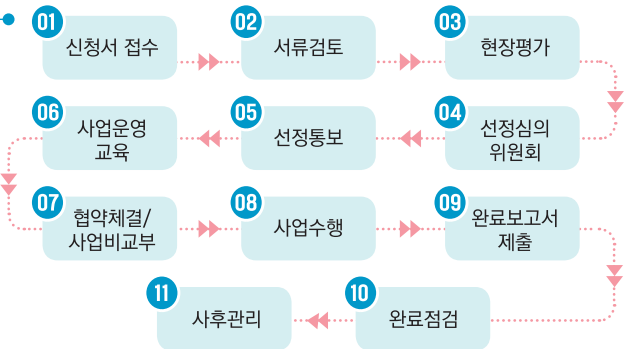 01
신청서 접수
02
서류검토
03
현장평가
04
선정심의
위원회
05
선정통보
06
사업운영
교육
07
협약체결/
사업비교부
08
사업수행
09
완료보고서
제출
10
완료점검
11
사후관리